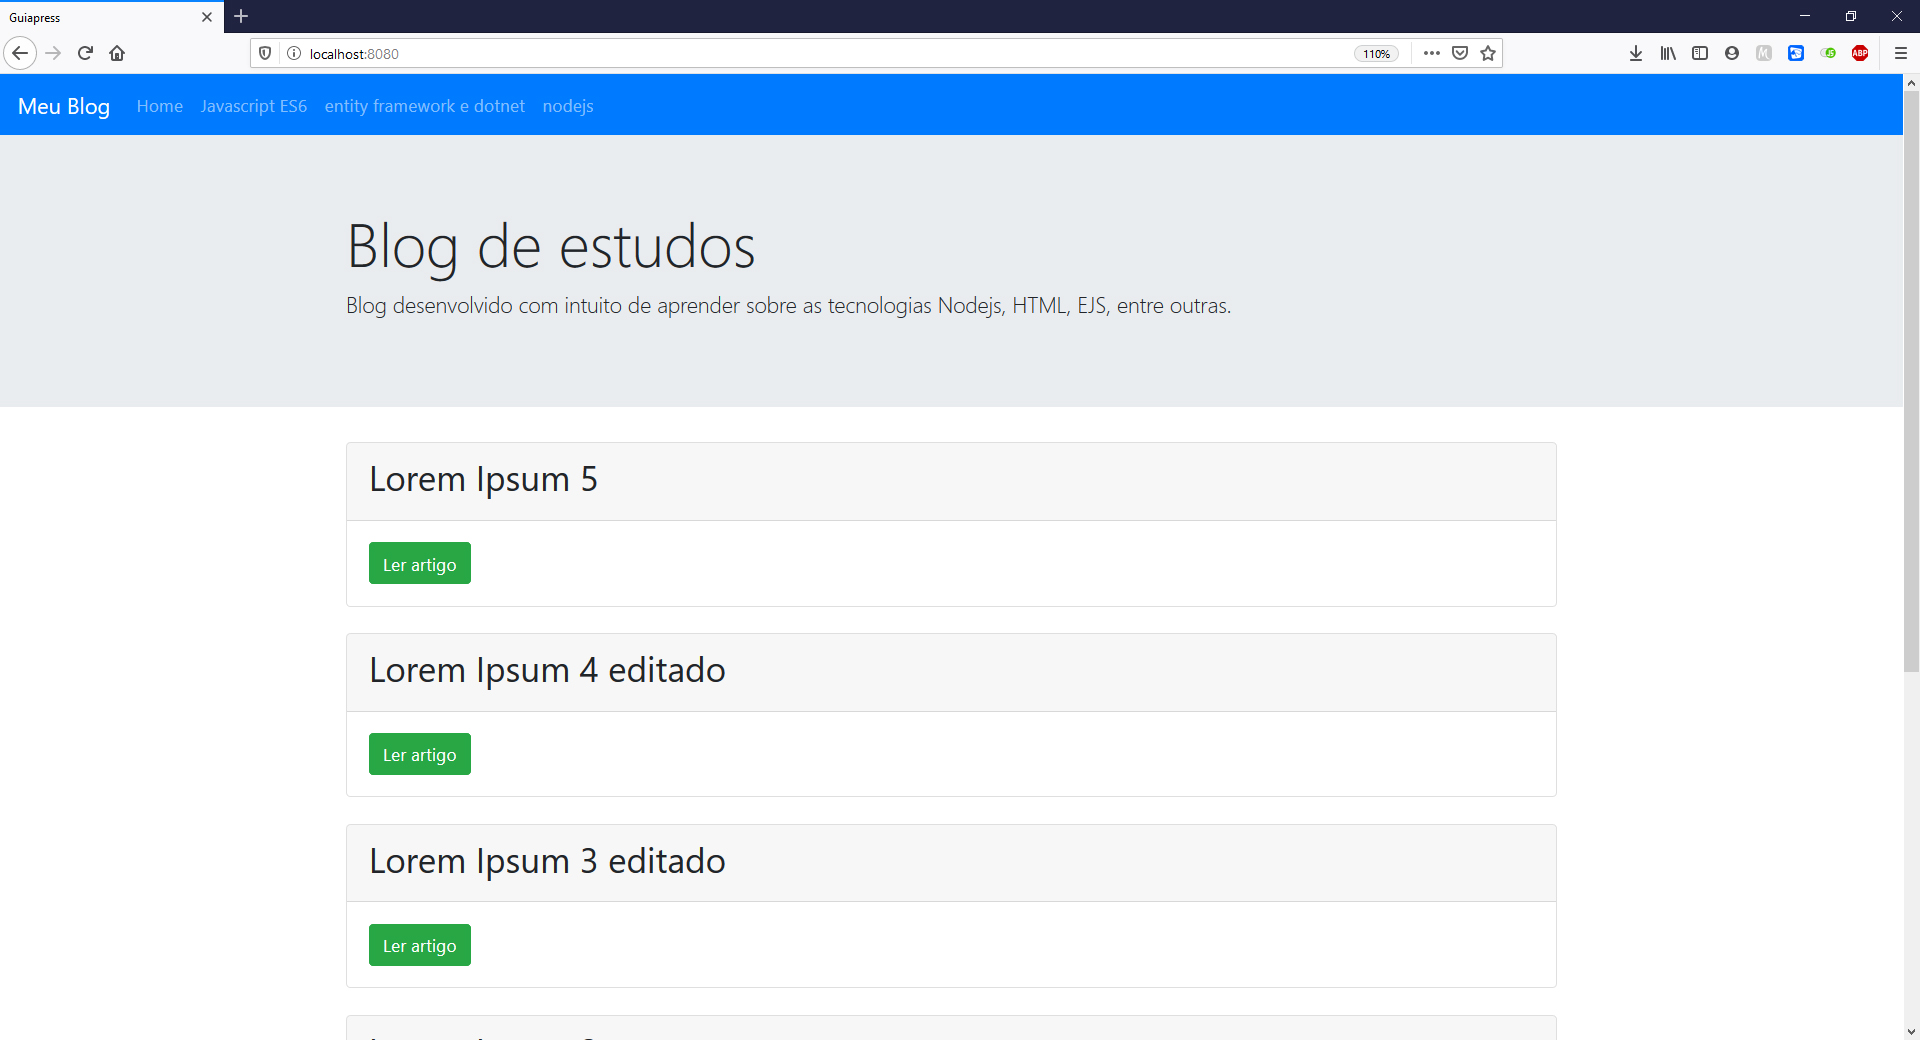 Guiapress
localhost:8080
110%
ABP
Meu Blog Home Javascript ES6 entity framework e dotnet nodejs
Blog de estudos
Blog desenvolvido com intuito de aprender sobre as tecnologias Nodejs, HTML, EJS, entre outras.
Lorem Ipsum 5
Ler artigo
Lorem Ipsum 4 editado
Ler artigo
Lorem Ipsum 3 editado
Ler artigo